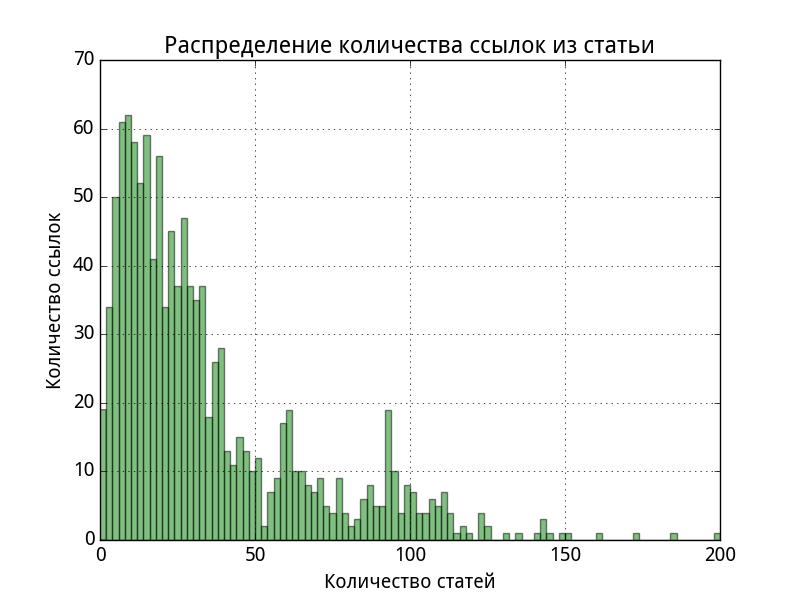 Распределение количества ссылок из статьи
70
60
50
40
30
20
10
0
Количество ссылок
0 50 100 150 200
Количество статей